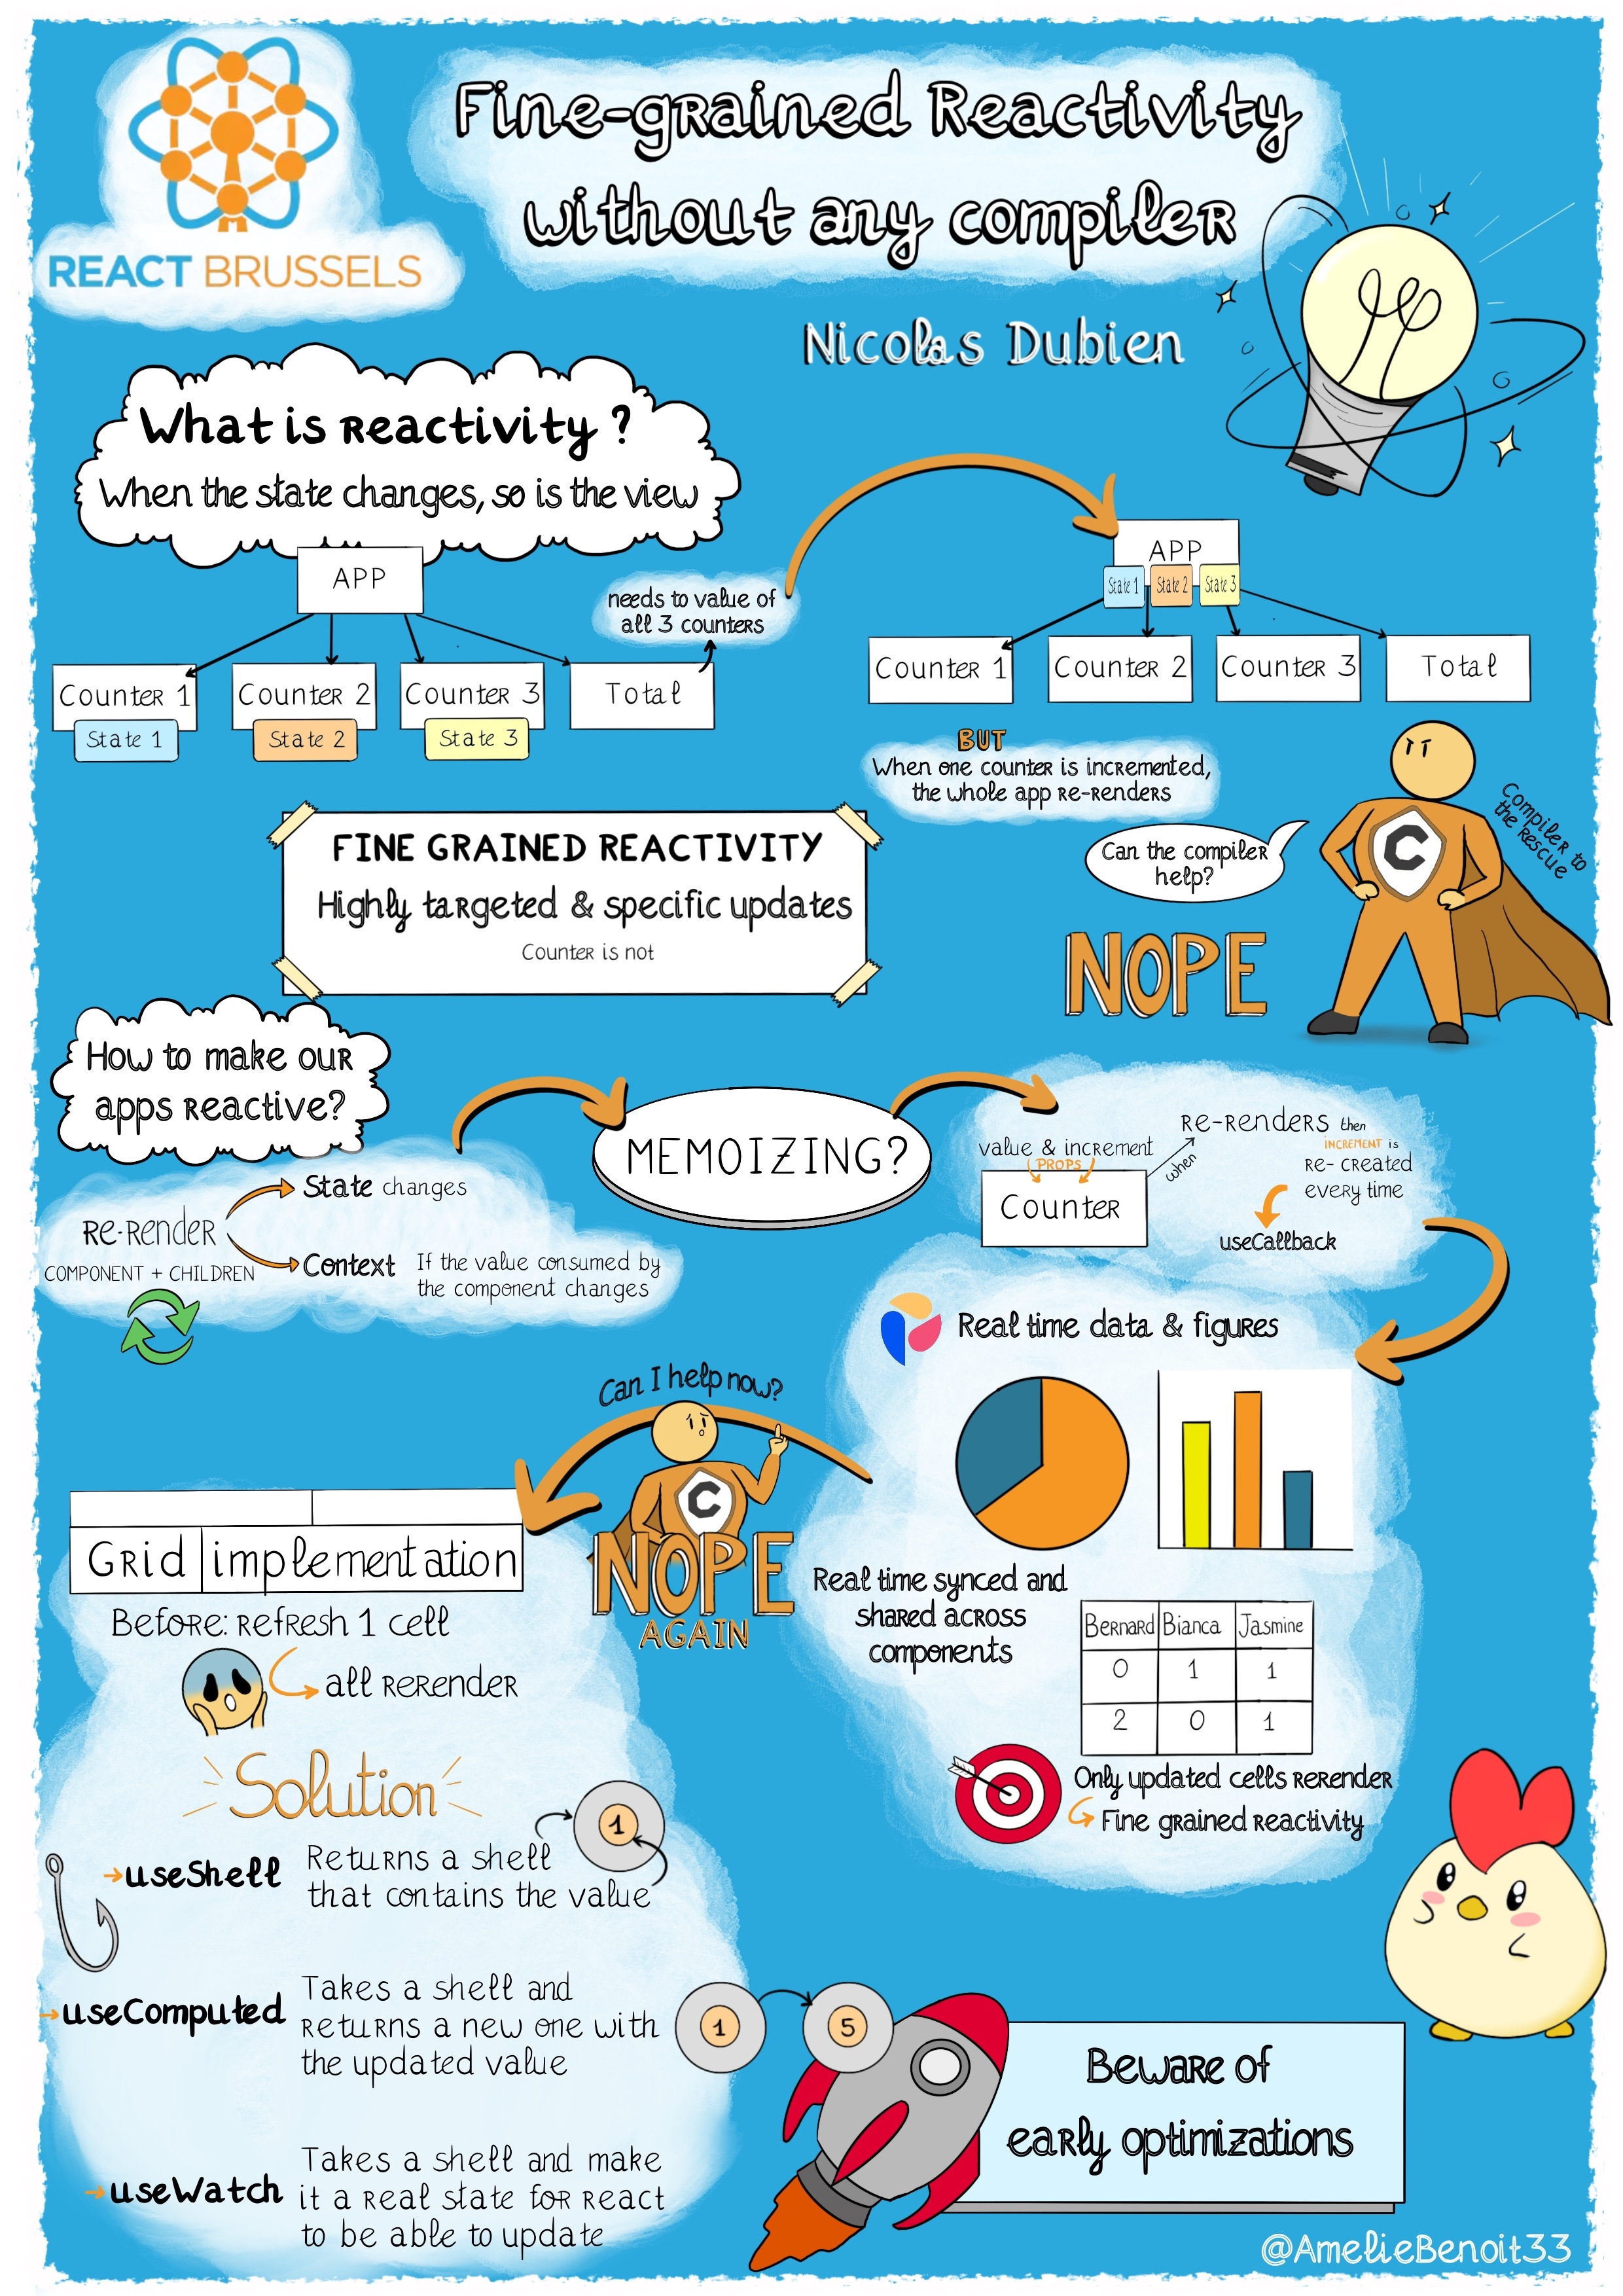 REACT BRUSSELS
Fine-grained Reactivity
without any compiler
Nicolas Dubien
What is reactivity ?
When the state changes, so is the view
APP
Counter 1
Counter 2
Counter 3
Total
State 1
State 2
State 3
needs to value of
all 3 counters
APP
State 1
State 2
State 3
Counter 1
Counter 2
Counter 3
Total
BUT
When one counter is incremented,
the whole app re-renders
Can the compiler
help?
NOPE
C
Compiler to
the rescue
FINE GRAINED REACTIVITY
Highly targeted & specific updates
Counter is not
How to make our
apps reactive?
Re-render
COMPONENT + CHILDREN
State changes
Context
If the value consumed by
the component changes
MEMOIZING?
value & increment
PROPS
Counter
when
Re-renders then
INCREMENT is
re-created
every time
useCallback
Real time data & figures
Real time synced and
shared across
components
Bernard Bianca Jasmine
0 1 1
2 0 1
Only updated cells rerender
Fine grained reactivity
Can I help now?
C
NOPE
AGAIN
Grid implementation
Before: refresh 1 cell
all rerender
Solution
useShell
Returns a shell
that contains the value
1
useComputed
Takes a shell and
returns a new one with
the updated value
1
5
useWatch
Takes a shell and make
it a real state for react
to be able to update
Beware of
early optimizations
@AmelieBenoit33